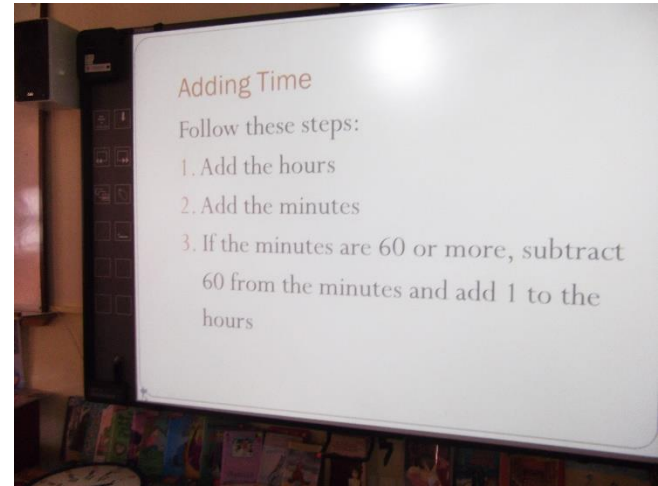 Adding Time
Follow these steps:
1. Add the hours
2. Add the minutes
3. If the minutes are 60 or more, subtract
60 from the minutes and add 1 to the
hours